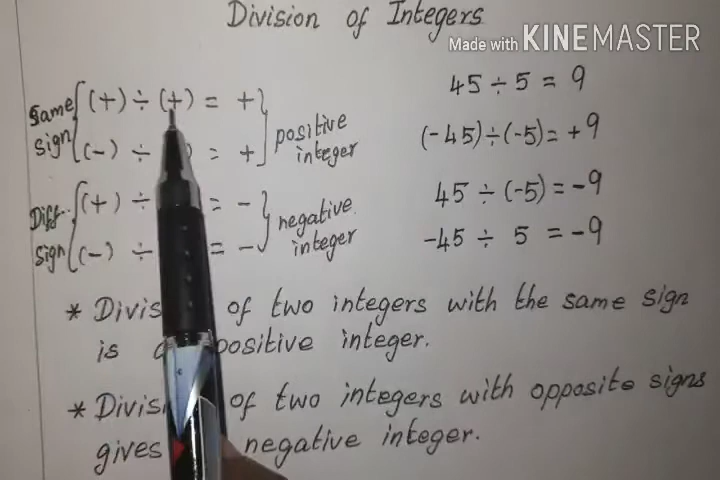 Division of Integers
Made with KINEMASTER
Same sign (+) ÷ (+) = +
(-) ÷ ) = +
positive integer
Diff.. sign (+) ÷ = -
(-) ÷ = -
negative integer
45 ÷ 5 = 9
(-45) ÷ (-5) = +9
45 ÷ (-5) = -9
-45 ÷ 5 = -9
* Divis of two integers with the same sign
is positive integer.
* Divisi of two integers with opposite signs
gives negative integer.